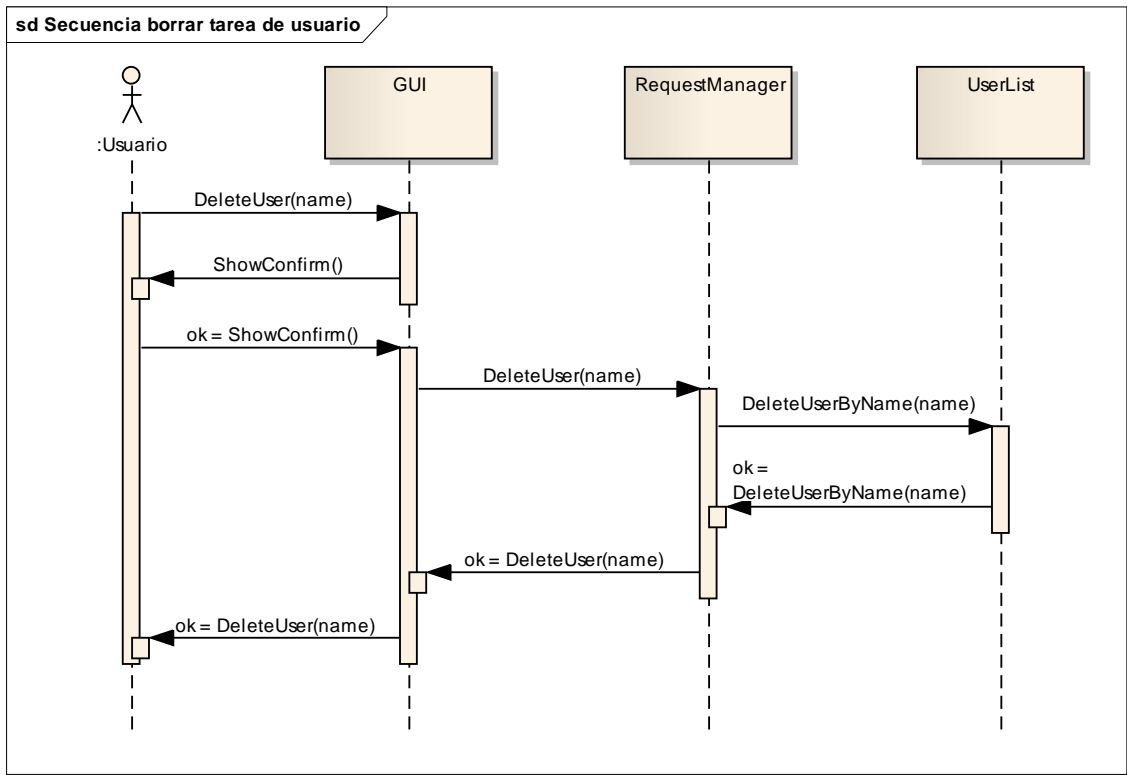 sd Secuencia borrar tarea de usuario
:Usuario
GUI
RequestManager
UserList
DeleteUser(name)
ShowConfirm()
ok = ShowConfirm()
DeleteUser(name)
DeleteUserByName(name)
ok =
DeleteUserByName(name)
ok = DeleteUser(name)
ok = DeleteUser(name)